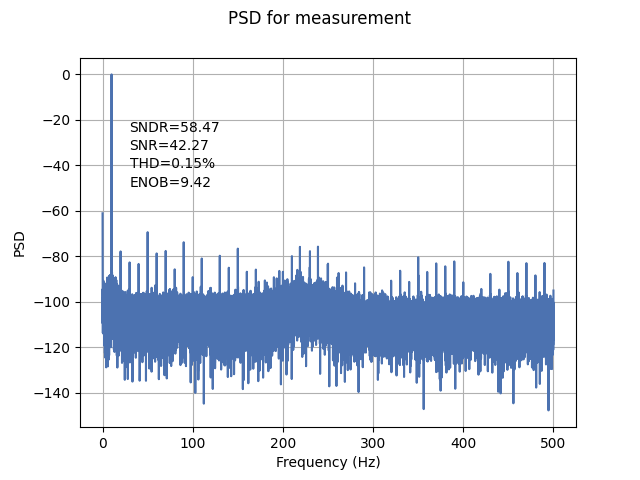 PSD for measurement
0
−20
−40
−60
−80
−100
−120
−140
PSD
SNDR=58.47
SNR=42.27
THD=0.15%
ENOB=9.42
0
100
200
300
400
500
Frequency (Hz)